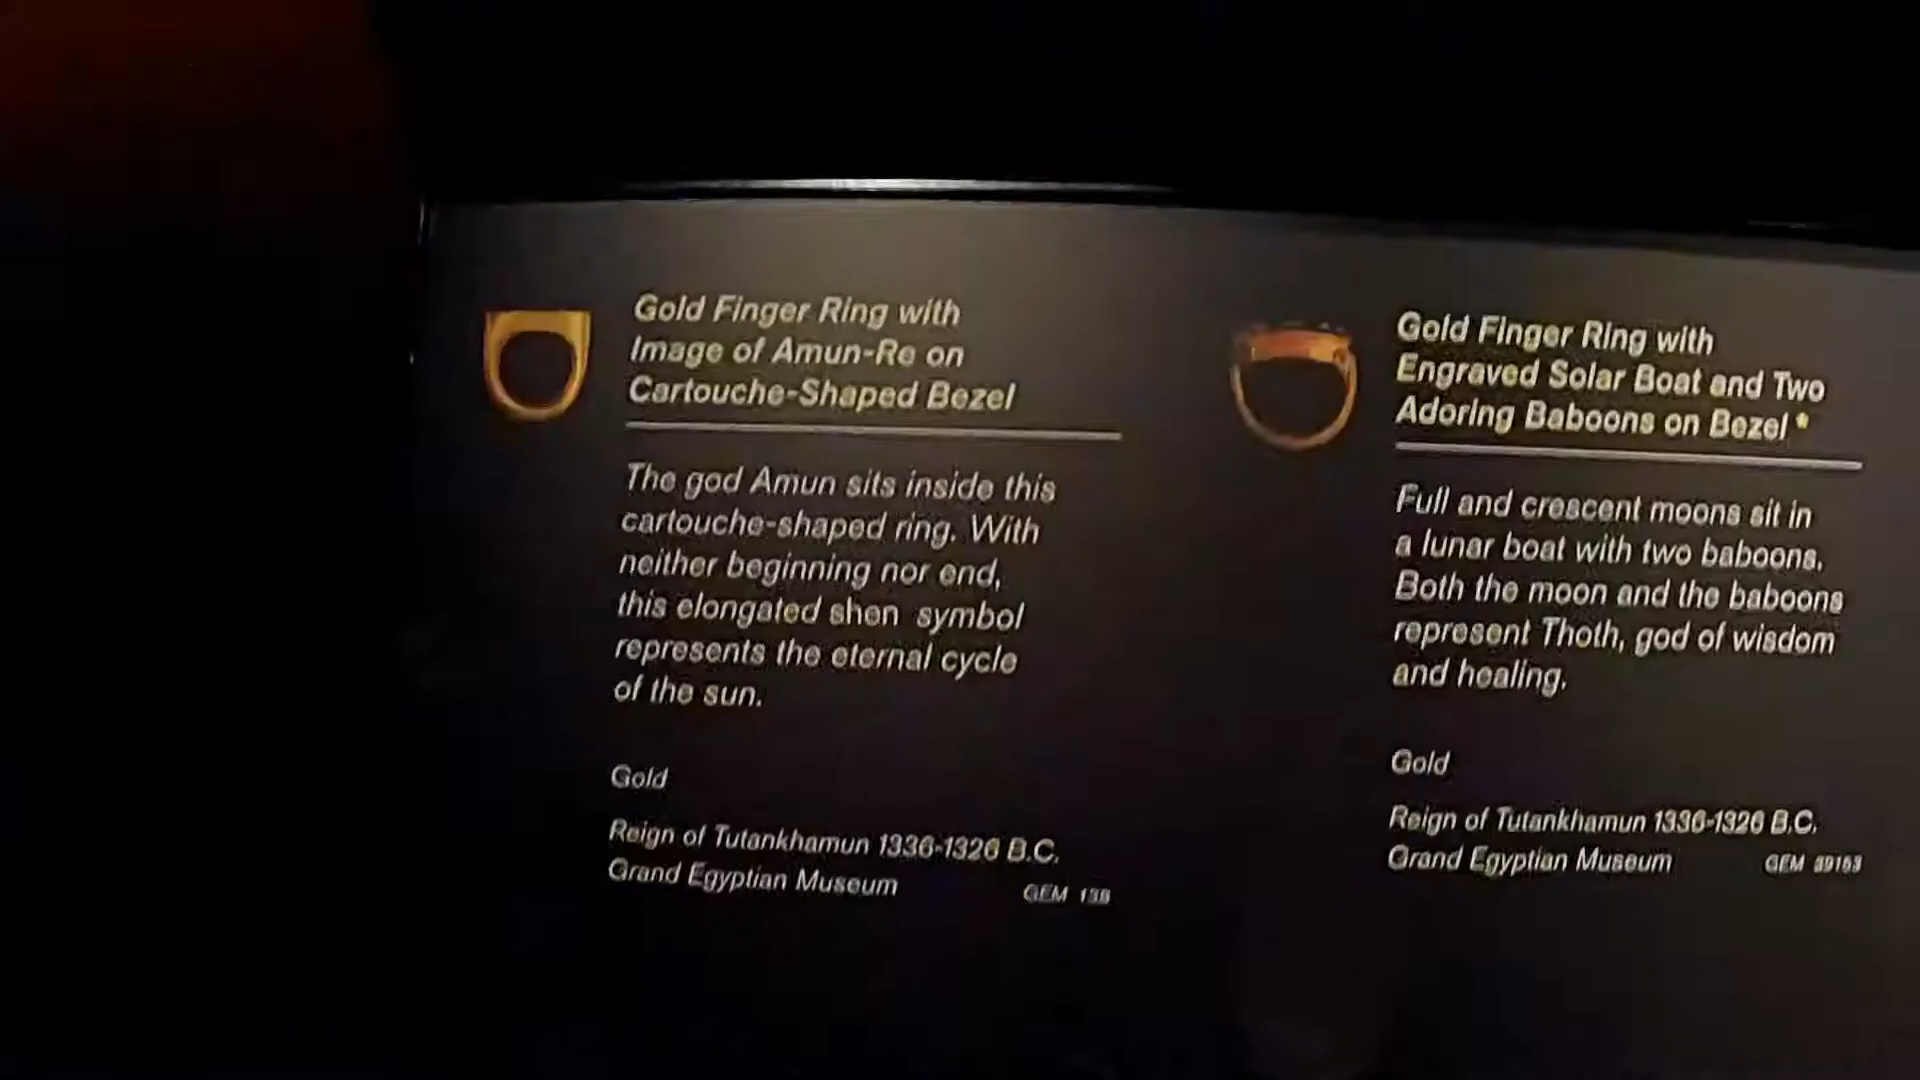 Gold Finger Ring with
Image of Amun-Re on
Cartouche-Shaped Bezel
The god Amun sits inside this
cartouche-shaped ring. With
neither beginning nor end,
this elongated shen symbol
represents the eternal cycle
of the sun.
Gold
Reign of Tutankhamun 1336-1326 B.C.
Grand Egyptian Museum
GEM
Gold Finger Ring with
Engraved Solar Boat and Two
Adoring Baboons on Bezel *
Full and crescent moons sit in
a lunar boat with two baboons.
Both the moon and the baboons
represent Thoth, god of wisdom
and healing.
Gold
Reign of Tutankhamun 1336-1326 B.C.
Grand Egyptian Museum
GEM